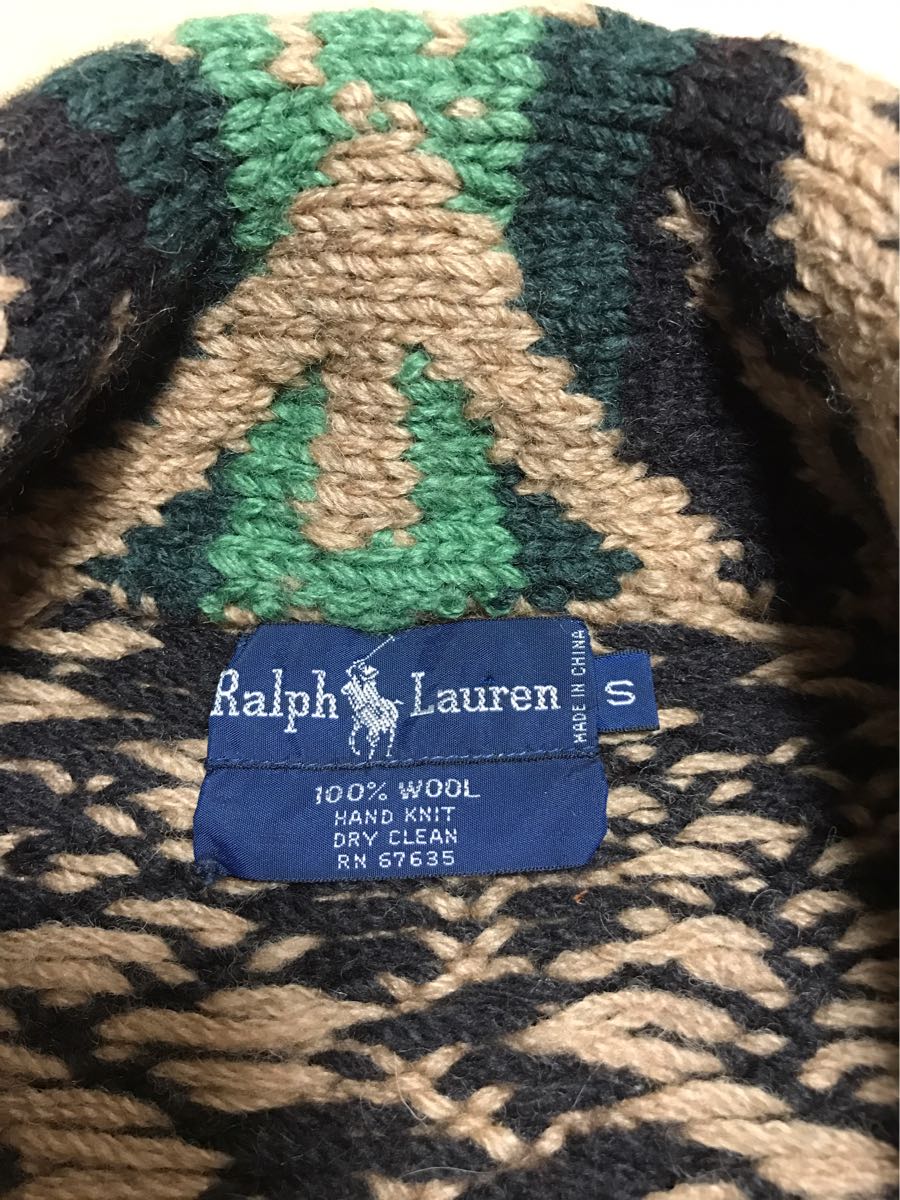 Ralph Lauren
MADE IN CHINA
S
100% WOOL
HAND KNIT
DRY CLEAN
RN 67635